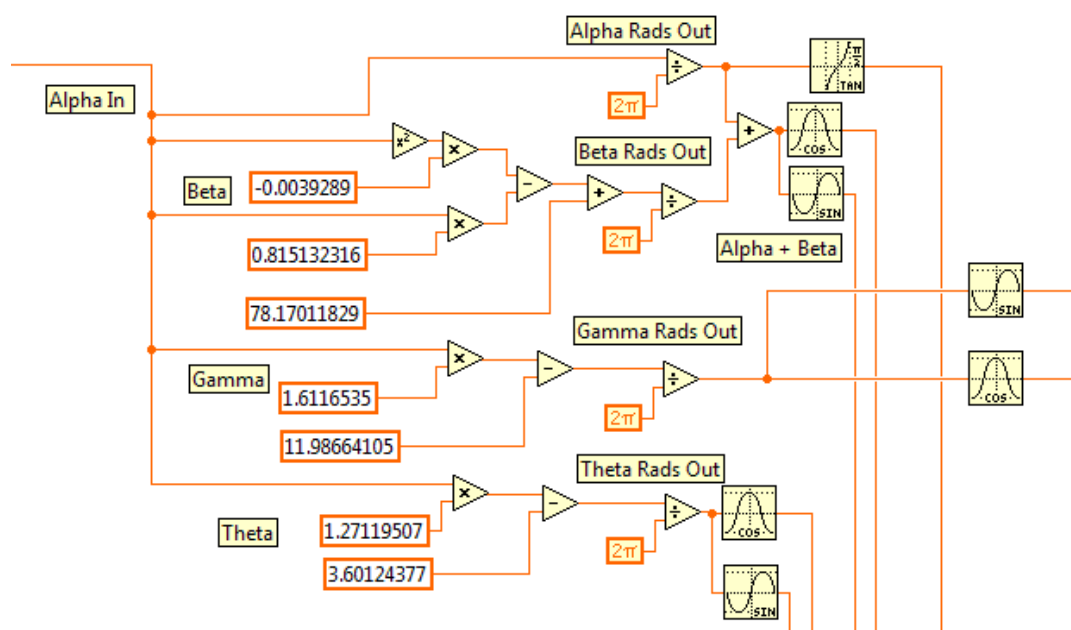 Alpha Rads Out
÷
π/2
TAN
Alpha In
2π
+
COS
x²
×
Beta Rads Out
Beta
-0.0039289
−
+
÷
SIN
×
2π
Alpha + Beta
0.815132316
SIN
78.17011829
Gamma Rads Out
×
−
Gamma
÷
COS
1.6116535
2π
11.98664105
Theta Rads Out
×
−
÷
COS
Theta
1.27119507
2π
3.60124377
SIN